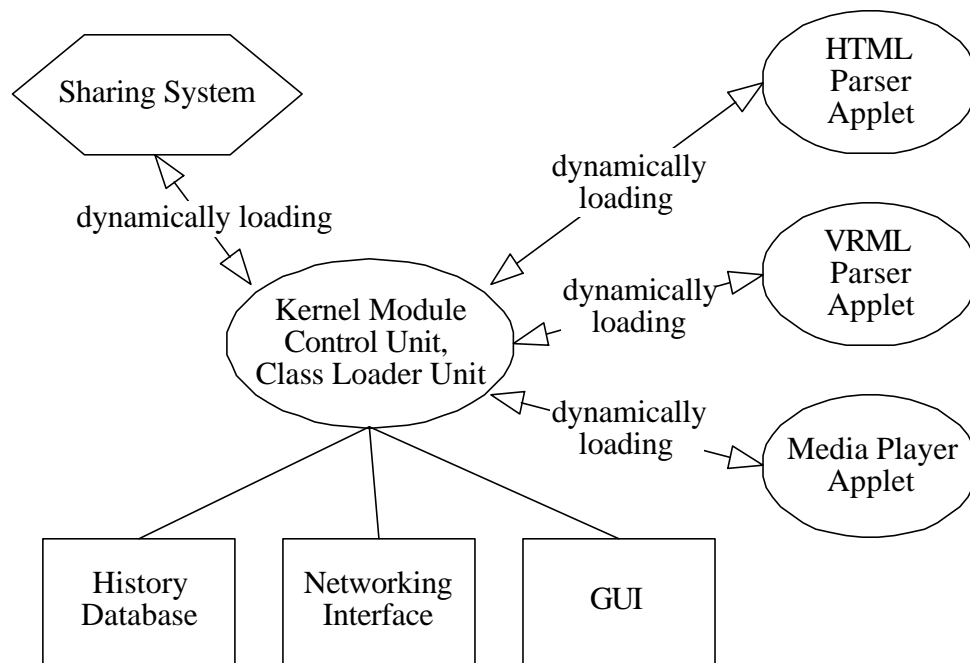 Sharing System
HTML
Parser
Applet
dynamically
loading
dynamically loading
VRML
Parser
Applet
dynamically
loading
Kernel Module
Control Unit,
Class Loader Unit
dynamically
loading
Media Player
Applet
History
Database
Networking
Interface
GUI